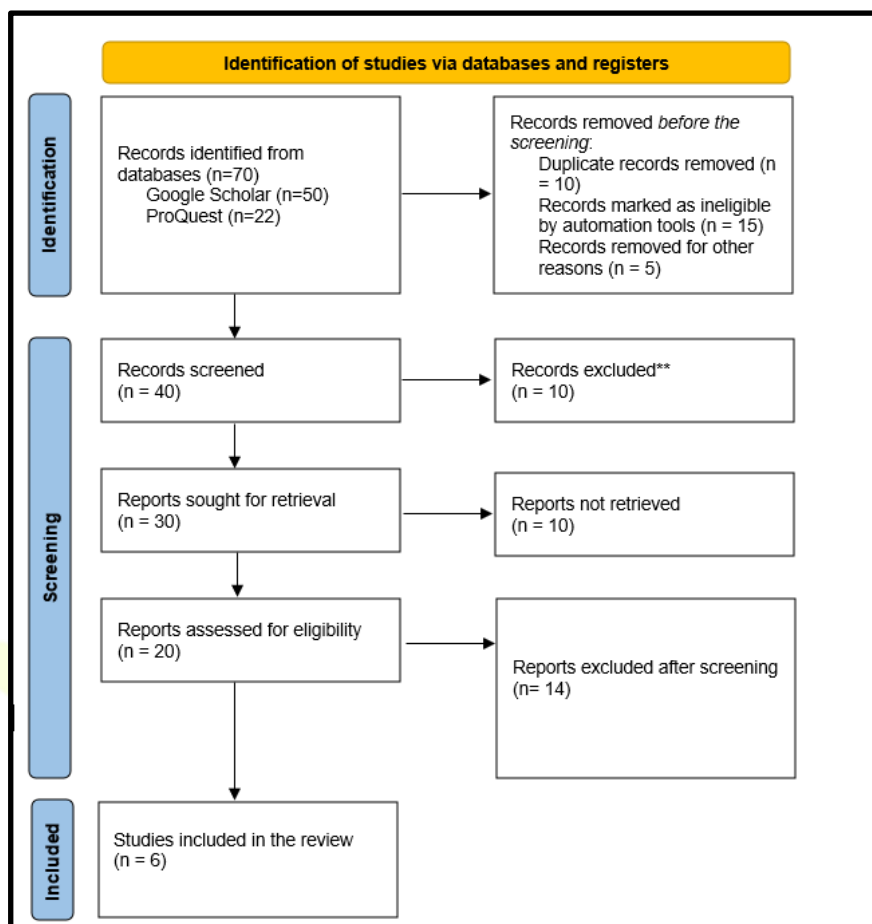 Identification of studies via databases and registers
Identification
Records identified from
databases (n=70)
Google Scholar (n=50)
ProQuest (n=22)
Records removed before the
screening:
Duplicate records removed (n
= 10)
Records marked as ineligible
by automation tools (n = 15)
Records removed for other
reasons (n = 5)
Screening
Records screened
(n = 40)
Records excluded**
(n = 10)
Reports sought for retrieval
(n = 30)
Reports not retrieved
(n = 10)
Reports assessed for eligibility
(n = 20)
Reports excluded after screening
(n= 14)
Included
Studies included in the review
(n = 6)